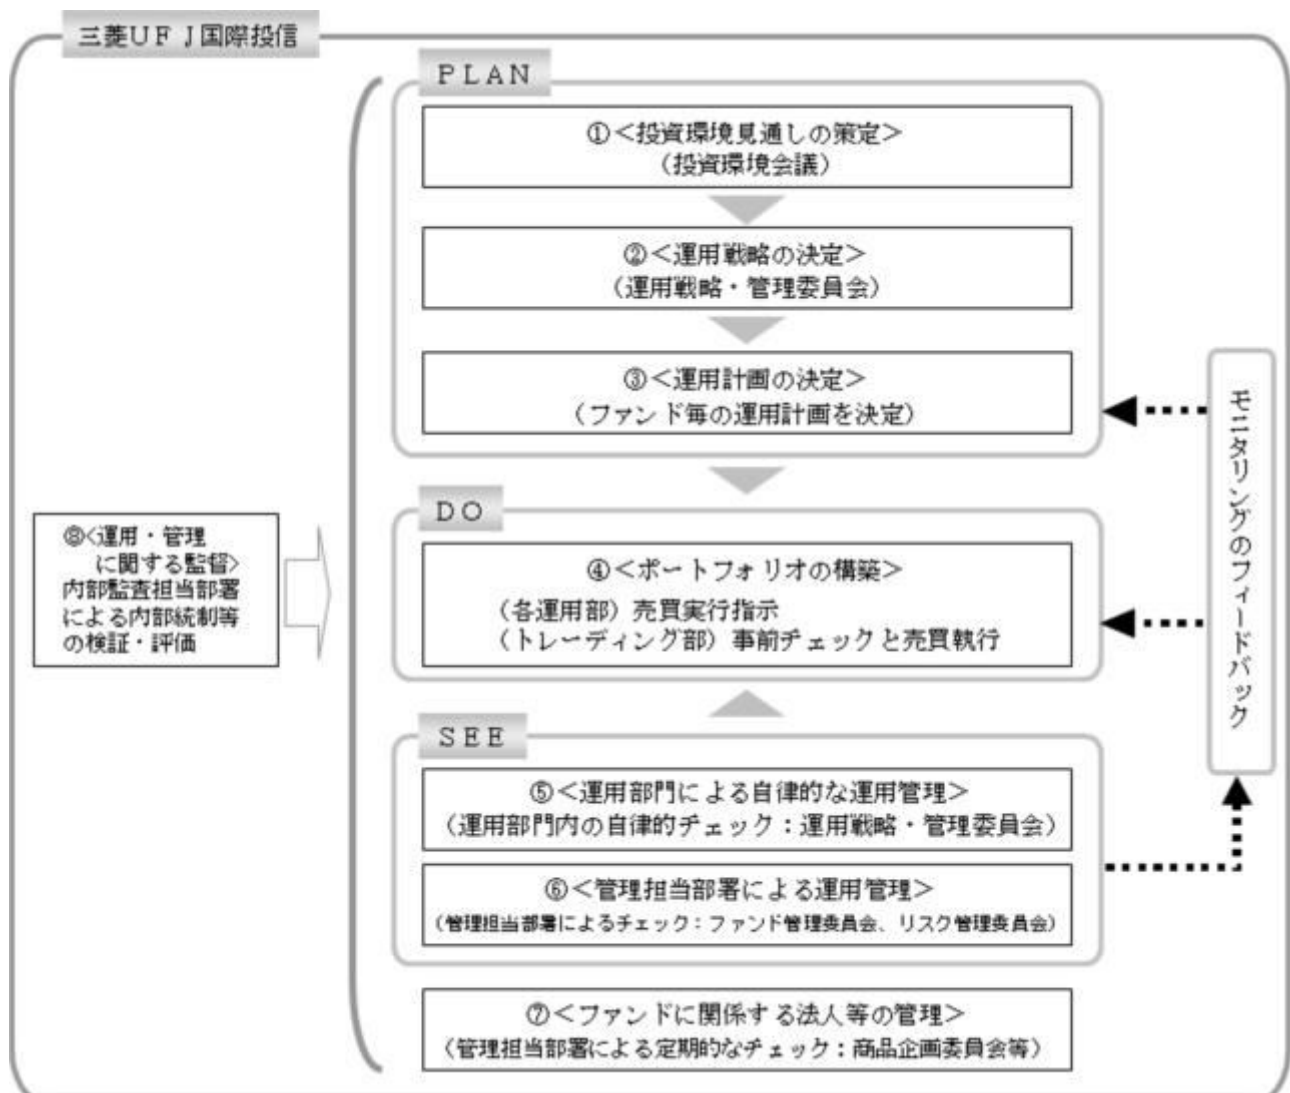 三菱UFJ国際投信
PLAN
①<投資環境見通しの策定>
(投資環境会議)
②<運用戦略の決定>
(運用戦略・管理委員会)
③<運用計画の決定>
(ファンド毎の運用計画を決定)
DO
④<ポートフォリオの構築>
(各運用部)売買実行指示
(トレーディング部)事前チェックと売買執行
SEE
⑤<運用部門による自律的な運用管理>
(運用部門内の自律的チェック:運用戦略・管理委員会)
⑥<管理担当部署による運用管理>
(管理担当部署によるチェック:ファンド管理委員会、リスク管理委員会)
⑦<ファンドに関係する法人等の管理>
(管理担当部署による定期的なチェック:商品企画委員会等)
⑧<運用・管理
に関する監督>
内部監査担当部署
による内部統制等
の検証・評価
モニタリングのフィードバック